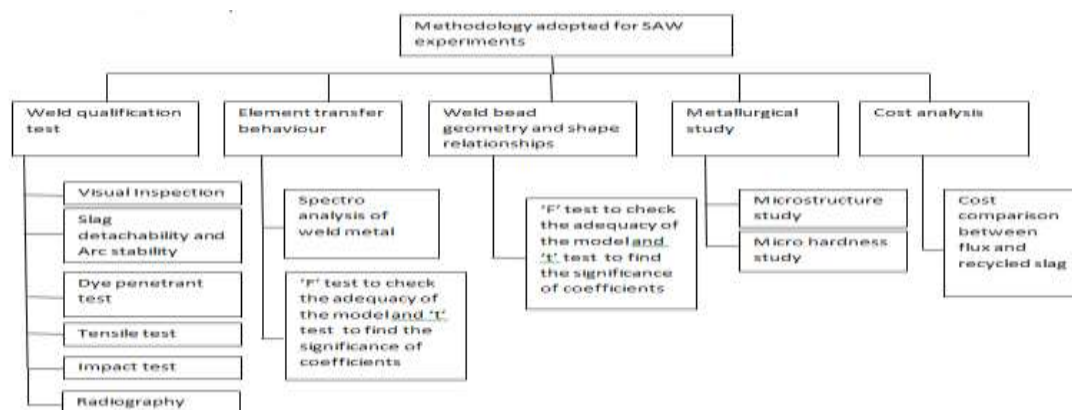 Methodology adopted for SAW
experiments
Weld qualification
test
Element transfer
behaviour
Weld bead
geometry and shape
relationships
Metallurgical
study
Cost analysis
Visual Inspection
Slag
detachability and
Arc stability
Dye penetrant
test
Tensile test
Impact test
Radiography
Spectro
analysis of
weld metal
'F' test to check
the adequacy of
the model and 't'
test to find the
significance of
coefficients
'F' test to check
the adequacy of
the model and
't' test to find
the significance
of coefficients
Microstructure
study
Micro hardness
study
Cost
comparison
between
flux and
recycled slag